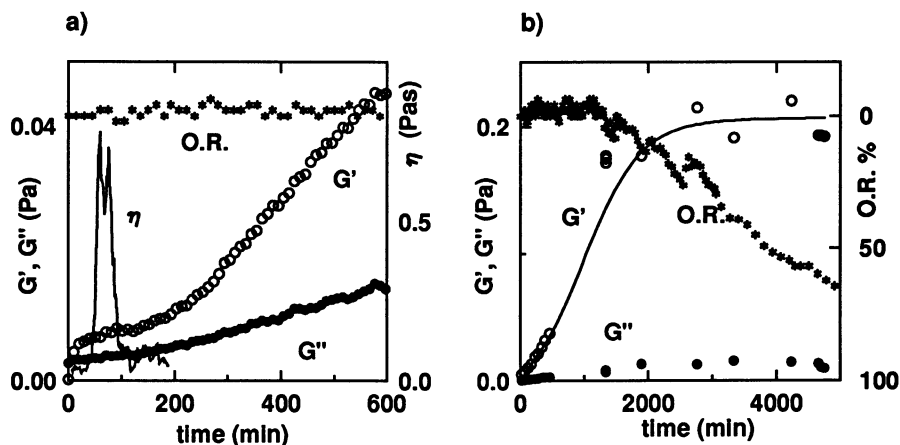 a)
b)
0.04
0.00
G', G'' (Pa)
O.R.
G'
η
G''
η (Pas)
0.5
0.0
0
200
400
600
time (min)
0.2
0.0
G', G'' (Pa)
G'
O.R.
G''
0
50
100
O.R. %
0
2000
4000
time (min)